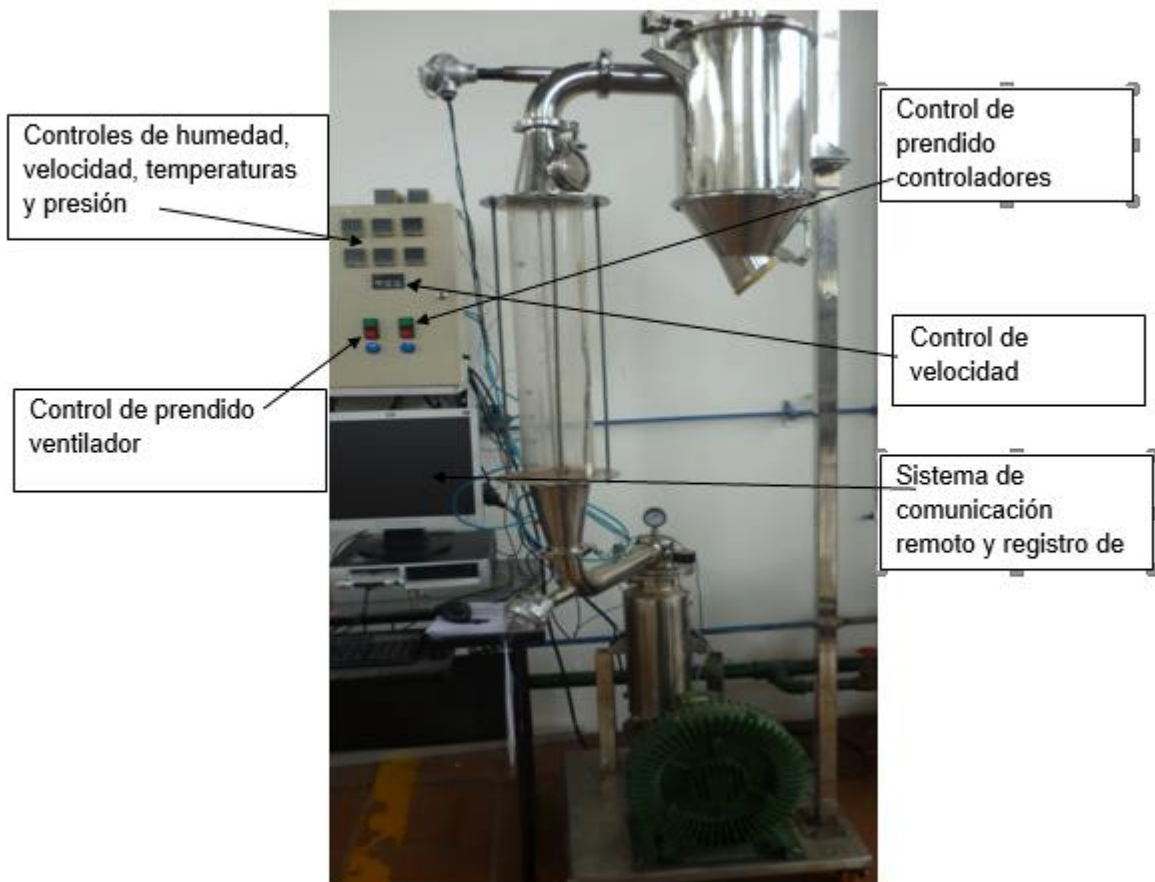 Controles de humedad,
velocidad, temperaturas
y presión
Control de prendido
ventilador
Control de
prendido
controladores
Control de
velocidad
Sistema de
comunicación
remoto y registro de